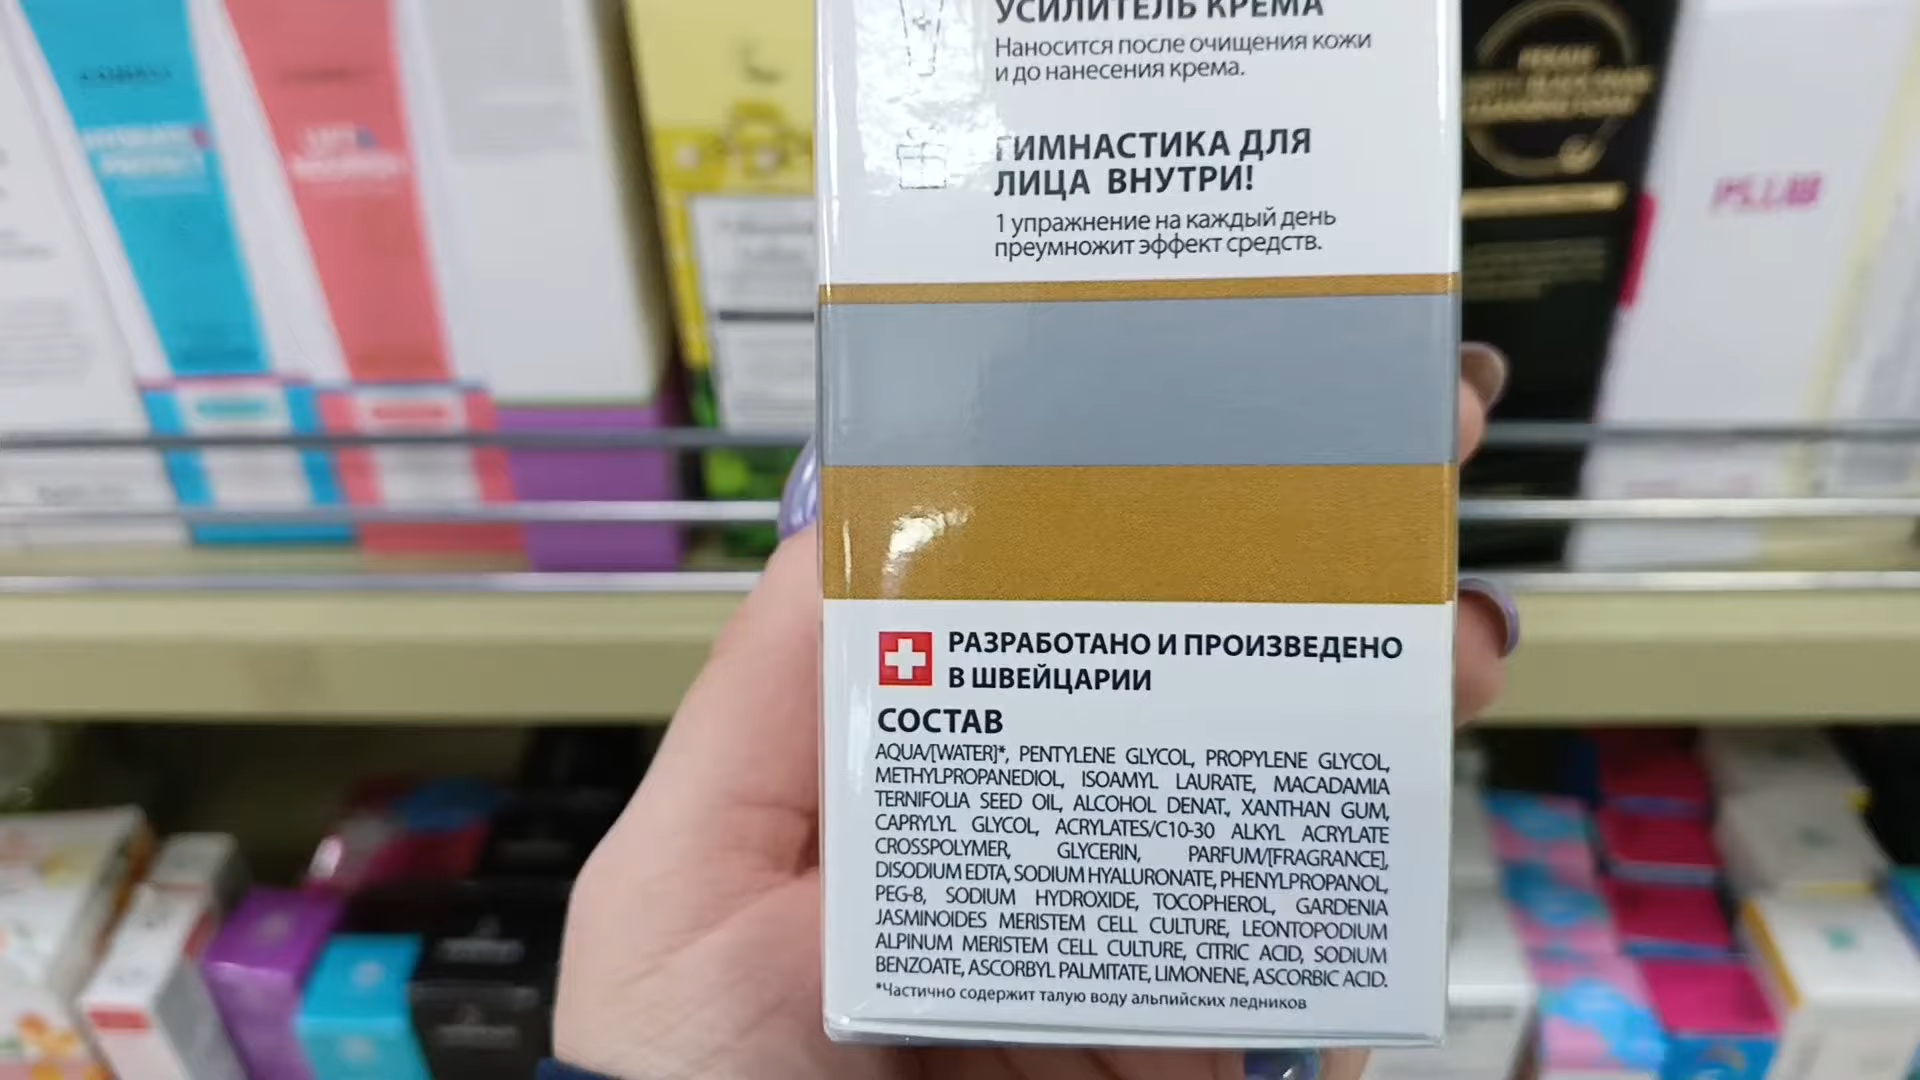 УСИЛИТЕЛЬ КРЕМА
Наносится после очищения кожи
и до нанесения крема.
ГИМНАСТИКА ДЛЯ
ЛИЦА ВНУТРИ!
1 упражнение на каждый день
преумножит эффект средств.
РАЗРАБОТАНО И ПРОИЗВЕДЕНО
В ШВЕЙЦАРИИ
СОСТАВ
AQUA/[WATER]*, PENTYLENE GLYCOL, PROPYLENE GLYCOL,
METHYLPROPANEDIOL, ISOAMYL LAURATE, MACADAMIA
TERNIFOLIA SEED OIL, ALCOHOL DENAT., XANTHAN GUM,
CAPRYLYL GLYCOL, ACRYLATES/C10-30 ALKYL ACRYLATE
CROSSPOLYMER, GLYCERIN, PARFUM/[FRAGRANCE],
DISODIUM EDTA, SODIUM HYALURONATE, PHENYLPROPANOL,
PEG-8, SODIUM HYDROXIDE, TOCOPHEROL, GARDENIA
JASMINOIDES MERISTEM CELL CULTURE, LEONTOPODIUM
ALPINUM MERISTEM CELL CULTURE, CITRIC ACID, SODIUM
BENZOATE, ASCORBYL PALMITATE, LIMONENE, ASCORBIC ACID.
*Частично содержит талую воду альпийских ледников
PS.LAB